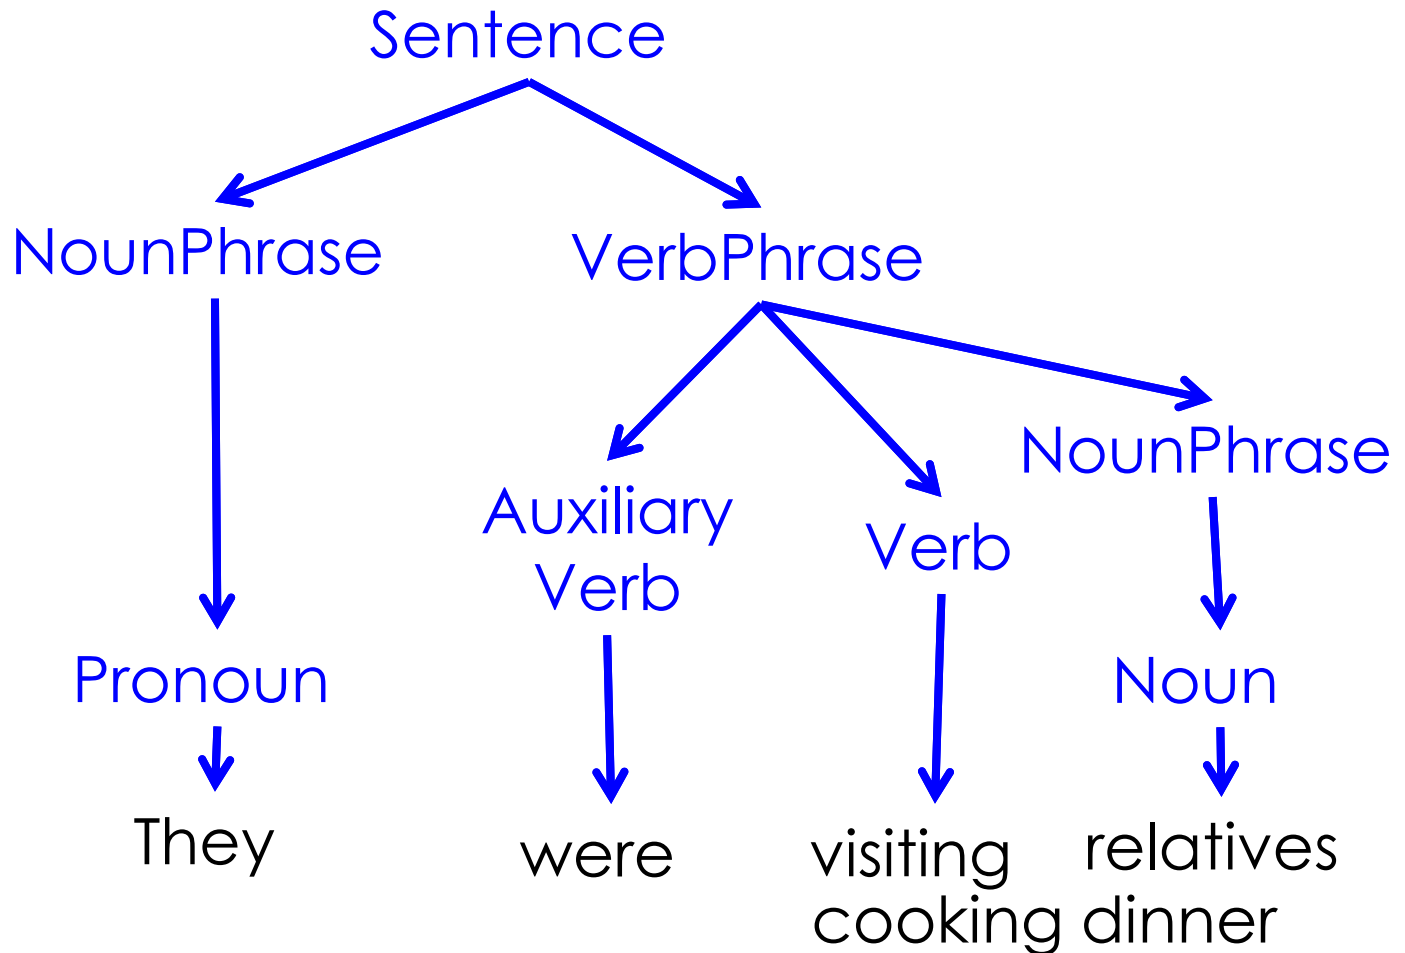 Sentence
NounPhrase
VerbPhrase
NounPhrase
Auxiliary
Verb
Verb
Pronoun
Noun
They
were
visiting
relatives
cooking dinner